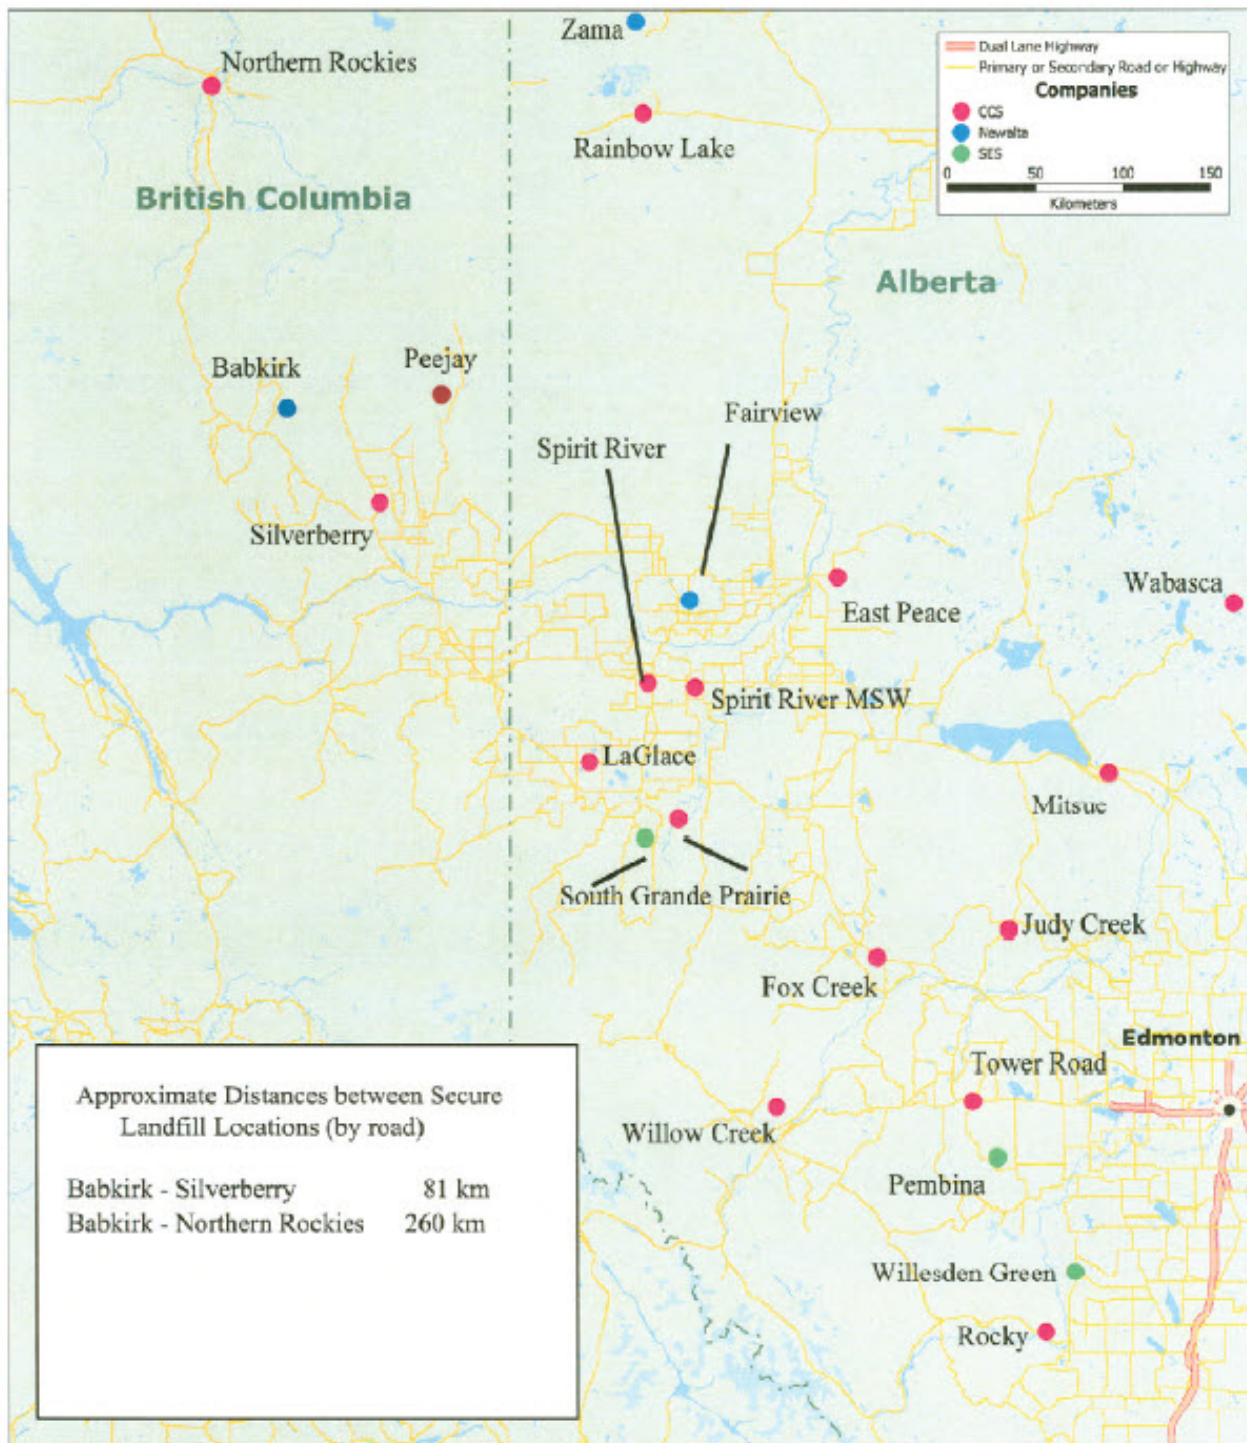 Zama
Northern Rockies
Dual Lane Highway
Primary or Secondary Road or Highway
Companies
CCS
Newalta
SES
0 50 100 150
Kilometers
Rainbow Lake
British Columbia
Alberta
Babkirk
Peejay
Fairview
Spirit River
Silverberry
Wabasca
East Peace
Spirit River MSW
LaGlace
Mitsue
South Grande Prairie
Judy Creek
Fox Creek
Edmonton
Tower Road
Willow Creek
Pembina
Willesden Green
Rocky
Approximate Distances between Secure
Landfill Locations (by road)
Babkirk - Silverberry 81 km
Babkirk - Northern Rockies 260 km